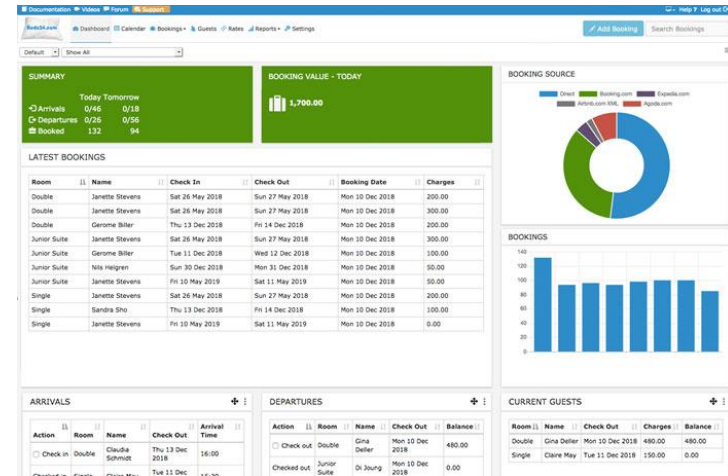 Documentation Videos Forum Support Help ? Log out
Beds24.com Dashboard Calendar Bookings Guests Rates Reports Settings Add Booking Search Bookings
Default Show All
SUMMARY
Today Tomorrow
Arrivals 0/46 0/18
Departures 0/26 0/56
Booked 132 94
BOOKING VALUE - TODAY
1,700.00
BOOKING SOURCE
Direct Booking.com Expedia.com
Airbnb.com XML Agoda.com
LATEST BOOKINGS
Room Name Check In Check Out Booking Date Charges
Double Janette Stevens Sat 26 May 2018 Sun 27 May 2018 Mon 10 Dec 2018 200.00
Double Janette Stevens Sat 26 May 2018 Sun 27 May 2018 Mon 10 Dec 2018 300.00
Double Gerome Biller Thu 13 Dec 2018 Fri 14 Dec 2018 Mon 10 Dec 2018 200.00
Junior Suite Janette Stevens Sat 26 May 2018 Sun 27 May 2018 Mon 10 Dec 2018 300.00
Junior Suite Gerome Biller Tue 11 Dec 2018 Wed 12 Dec 2018 Mon 10 Dec 2018 100.00
Junior Suite Nils Helgren Sun 30 Dec 2018 Mon 31 Dec 2018 Mon 10 Dec 2018 50.00
Junior Suite Janette Stevens Fri 10 May 2019 Sat 11 May 2019 Mon 10 Dec 2018 50.00
Single Janette Stevens Sat 26 May 2018 Sun 27 May 2018 Mon 10 Dec 2018 200.00
Single Sandra Sho Thu 13 Dec 2018 Fri 14 Dec 2018 Mon 10 Dec 2018 100.00
Single Janette Stevens Fri 10 May 2019 Sat 11 May 2019 Mon 10 Dec 2018 0.00
BOOKINGS
140
120
100
80
60
40
20
0
ARRIVALS
Action Room Name Check Out Arrival Time
Check in Double Claudia Schmidt Thu 13 Dec 2018 16:00
Tue 11 Dec
DEPARTURES
Action Room Name Check Out Balance
Check out Double Gina Deller Mon 10 Dec 2018 480.00
Checked out Junior Suite Di Joung Mon 10 Dec 2018 0.00
CURRENT GUESTS
Room Name Check Out Charges Balance
Double Gina Deller Mon 10 Dec 2018 480.00 480.00
Single Claire May Tue 11 Dec 2018 150.00 0.00